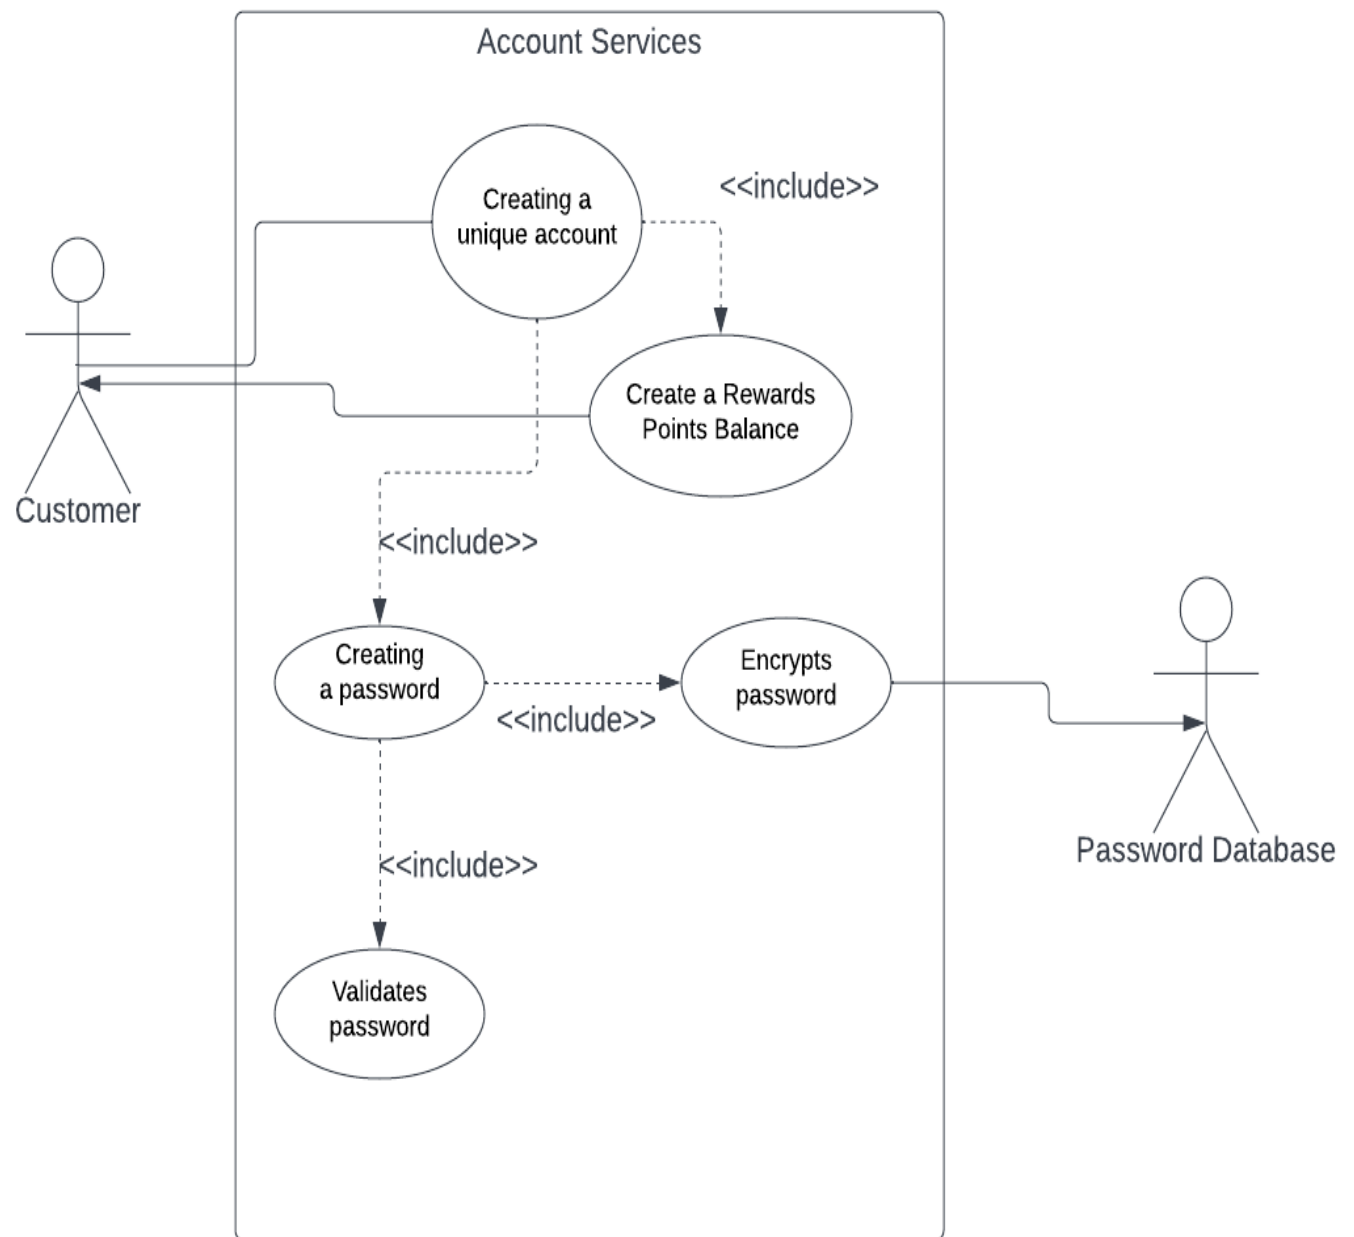 Account Services
Creating a
unique account
<<include>>
Create a Rewards
Points Balance
Customer
<<include>>
Creating
a password
<<include>>
Encrypts
password
Password Database
<<include>>
Validates
password